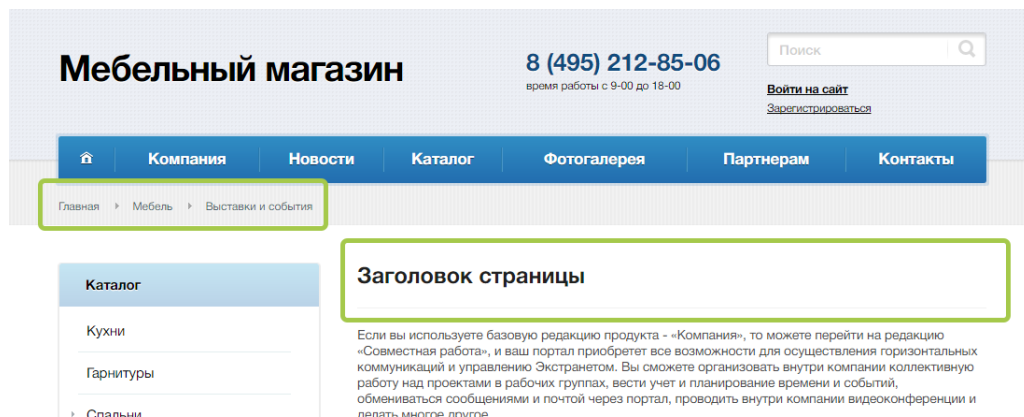 Мебельный магазин
8 (495) 212-85-06
время работы с 9-00 до 18-00
Поиск
Войти на сайт
Зарегистрироваться
Компания Новости Каталог Фотогалерея Партнерам Контакты
Главная Мебель Выставки и события
Каталог
Кухни
Гарнитуры
Спальни
Заголовок страницы
Если вы используете базовую редакцию продукта - «Компания», то можете перейти на редакцию
«Совместная работа», и ваш портал приобретет все возможности для осуществления горизонтальных
коммуникаций и управлению Экстранетом. Вы сможете организовать внутри компании коллективную
работу над проектами в рабочих группах, вести учет и планирование времени и событий,
обмениваться сообщениями и почтой через портал, проводить внутри компании видеоконференции и
делать многое другое.